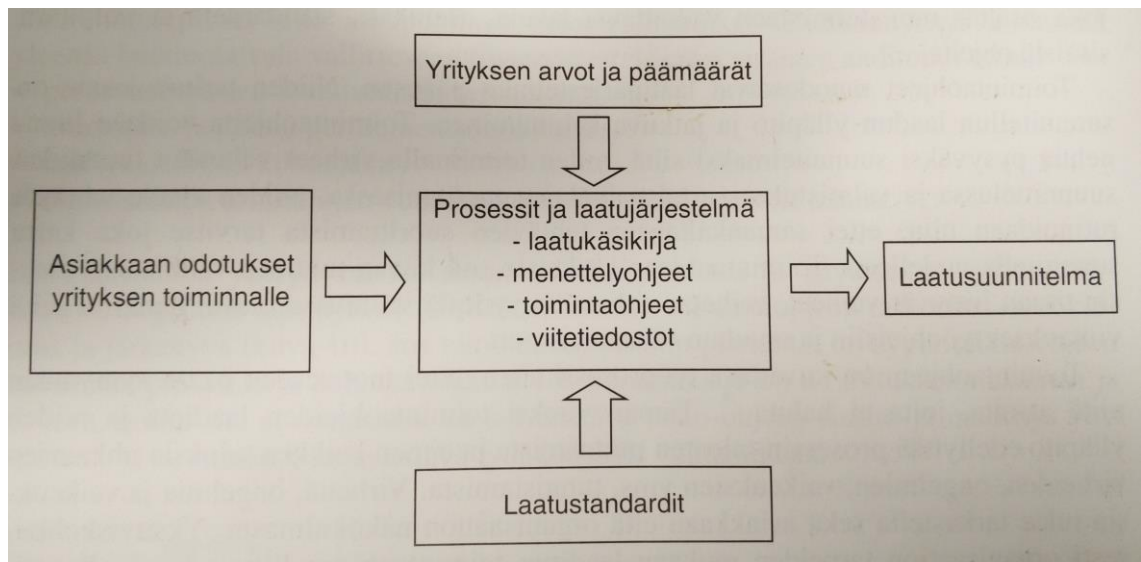 Yrityksen arvot ja päämäärät
Asiakkaan odotukset
yrityksen toiminnalle
Prosessit ja laatujärjestelmä
- laatukäsikirja
- menettelyohjeet
- toimintaohjeet
- viitetiedostot
Laatusuunnitelma
Laatustandardit